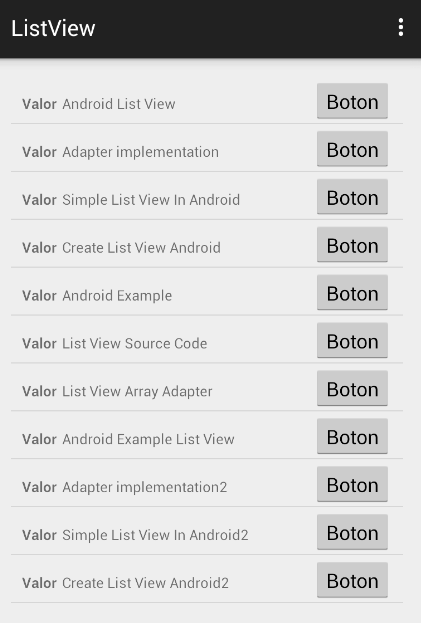 ListView
Valor Android List View Boton
Valor Adapter implementation Boton
Valor Simple List View In Android Boton
Valor Create List View Android Boton
Valor Android Example Boton
Valor List View Source Code Boton
Valor List View Array Adapter Boton
Valor Android Example List View Boton
Valor Adapter implementation2 Boton
Valor Simple List View In Android2 Boton
Valor Create List View Android2 Boton